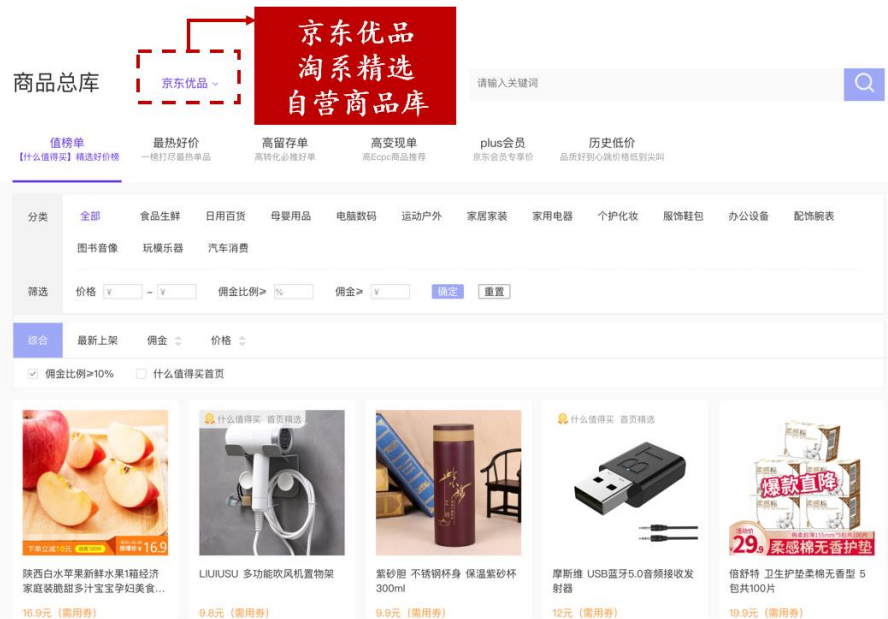 京东优品
淘系精选
自营商品库
商品总库
京东优品
请输入关键词
值榜单
【什么值得买】精选好价榜
最热好价
一榜打尽最热单品
高留存单
高转化必推好单
高变现单
高Ecpc商品推荐
plus会员
京东会员专享价
历史低价
品质好到心跳价格低到尖叫
分类 全部 食品生鲜 日用百货 母婴用品 电脑数码 运动户外 家居家装 家用电器 个护化妆 服饰鞋包 办公设备 配饰腕表
图书音像 玩模乐器 汽车消费
筛选 价格 ¥ - ¥ 佣金比例≥ % 佣金≥ ¥ 确定 重置
综合 最新上架 佣金 价格
佣金比例≥10% 什么值得买首页
下单立减10元
16.9
陕西白水苹果新鲜水果1箱经济
家庭装脆甜多汁宝宝孕妇美食...
16.9元（需用券）
什么值得买 首页精选
LIUIUSU 多功能吹风机置物架
9.8元（需用券）
紫砂
紫砂胆 不锈钢杯身 保温紫砂杯
300ml
9.9元（需用券）
什么值得买 首页精选
BT
摩斯维 USB蓝牙5.0音频接收发
射器
12元（需用券）
柔感棉
爆款直降
活动价
29.9
柔感棉无香护垫
倍舒特 卫生护垫柔棉无香型 5
包共100片
19.9元（需用券）